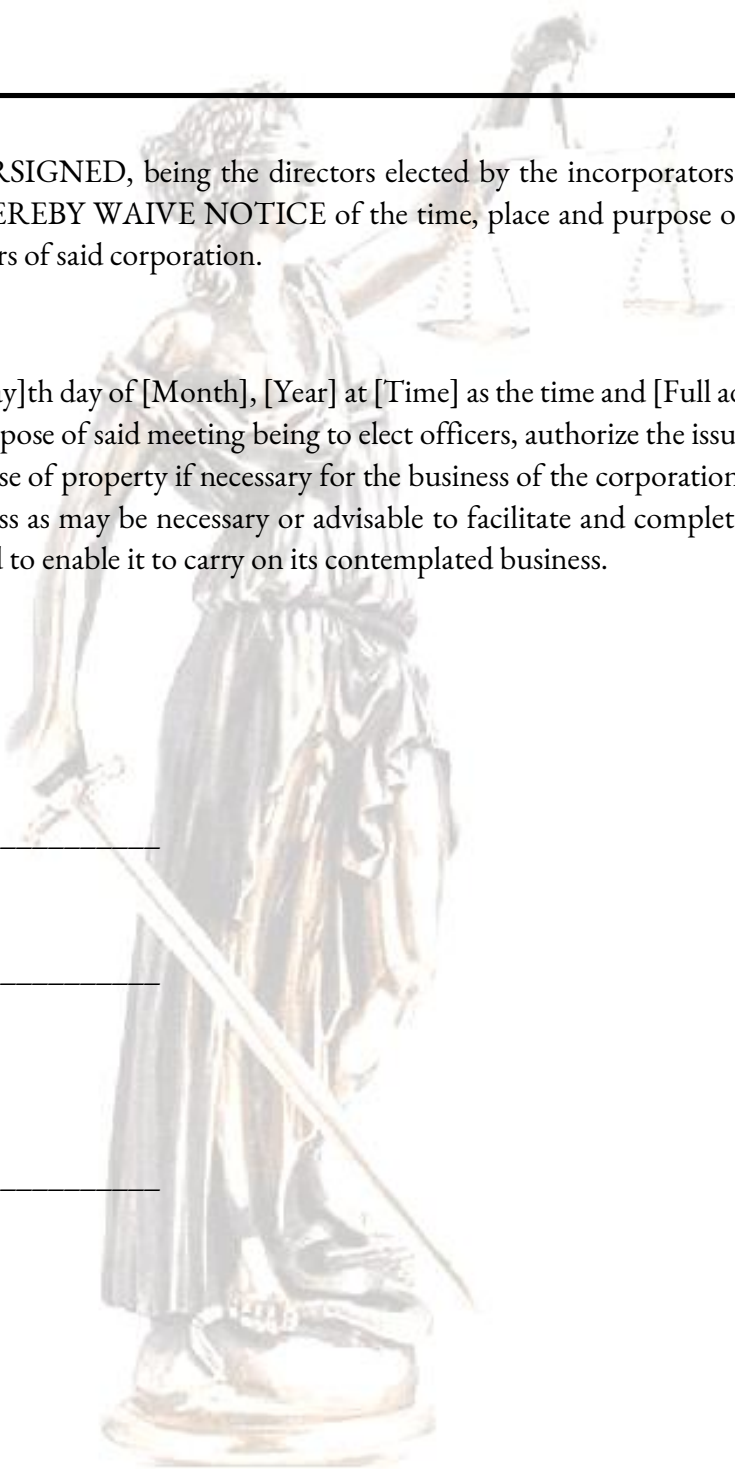 RSIGNED, being the directors elected by the incorporators
EREBY WAIVE NOTICE of the time, place and purpose o
rs of said corporation.
y]th day of [Month], [Year] at [Time] as the time and [Full a
pose of said meeting being to elect officers, authorize the issu
se of property if necessary for the business of the corporation
ss as may be necessary or advisable to facilitate and complet
to enable it to carry on its contemplated business.